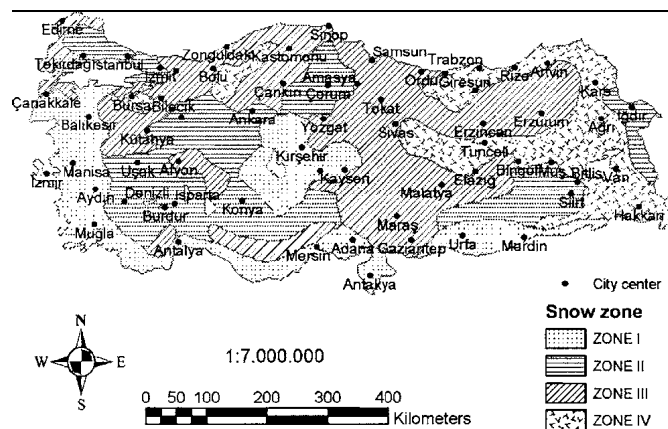 Edirne
Sinop
Zonguldak
Kastomonu
Samsun
Tekirdağ
İstanbul
İzmit
Bolu
Trabzon
Ordu
Giresun
Rize
Artvin
Amasya
Çankırı
Çorum
Kars
Çanakkale
Bursa
Bilecik
Tokat
Balıkesir
Ankara
Yozgat
Sivas
Erzincan
Erzurum
Ağrı
Iğdır
Kütahya
Kırşehir
Tunceli
Manisa
Uşak
Afyon
Kayseri
Elazığ
Bingöl
Muş
Bitlis
Van
İzmir
Malatya
Aydın
Denizli
Isparta
Burdur
Konya
Siirt
Hakkari
Muğla
Maraş
Antalya
Mersin
Adana
Gaziantep
Urfa
Mardin
Antakya
City center
Snow zone
ZONE I
ZONE II
ZONE III
ZONE IV
N
W
E
S
1:7.000.000
0 50 100 200 300 400
Kilometers